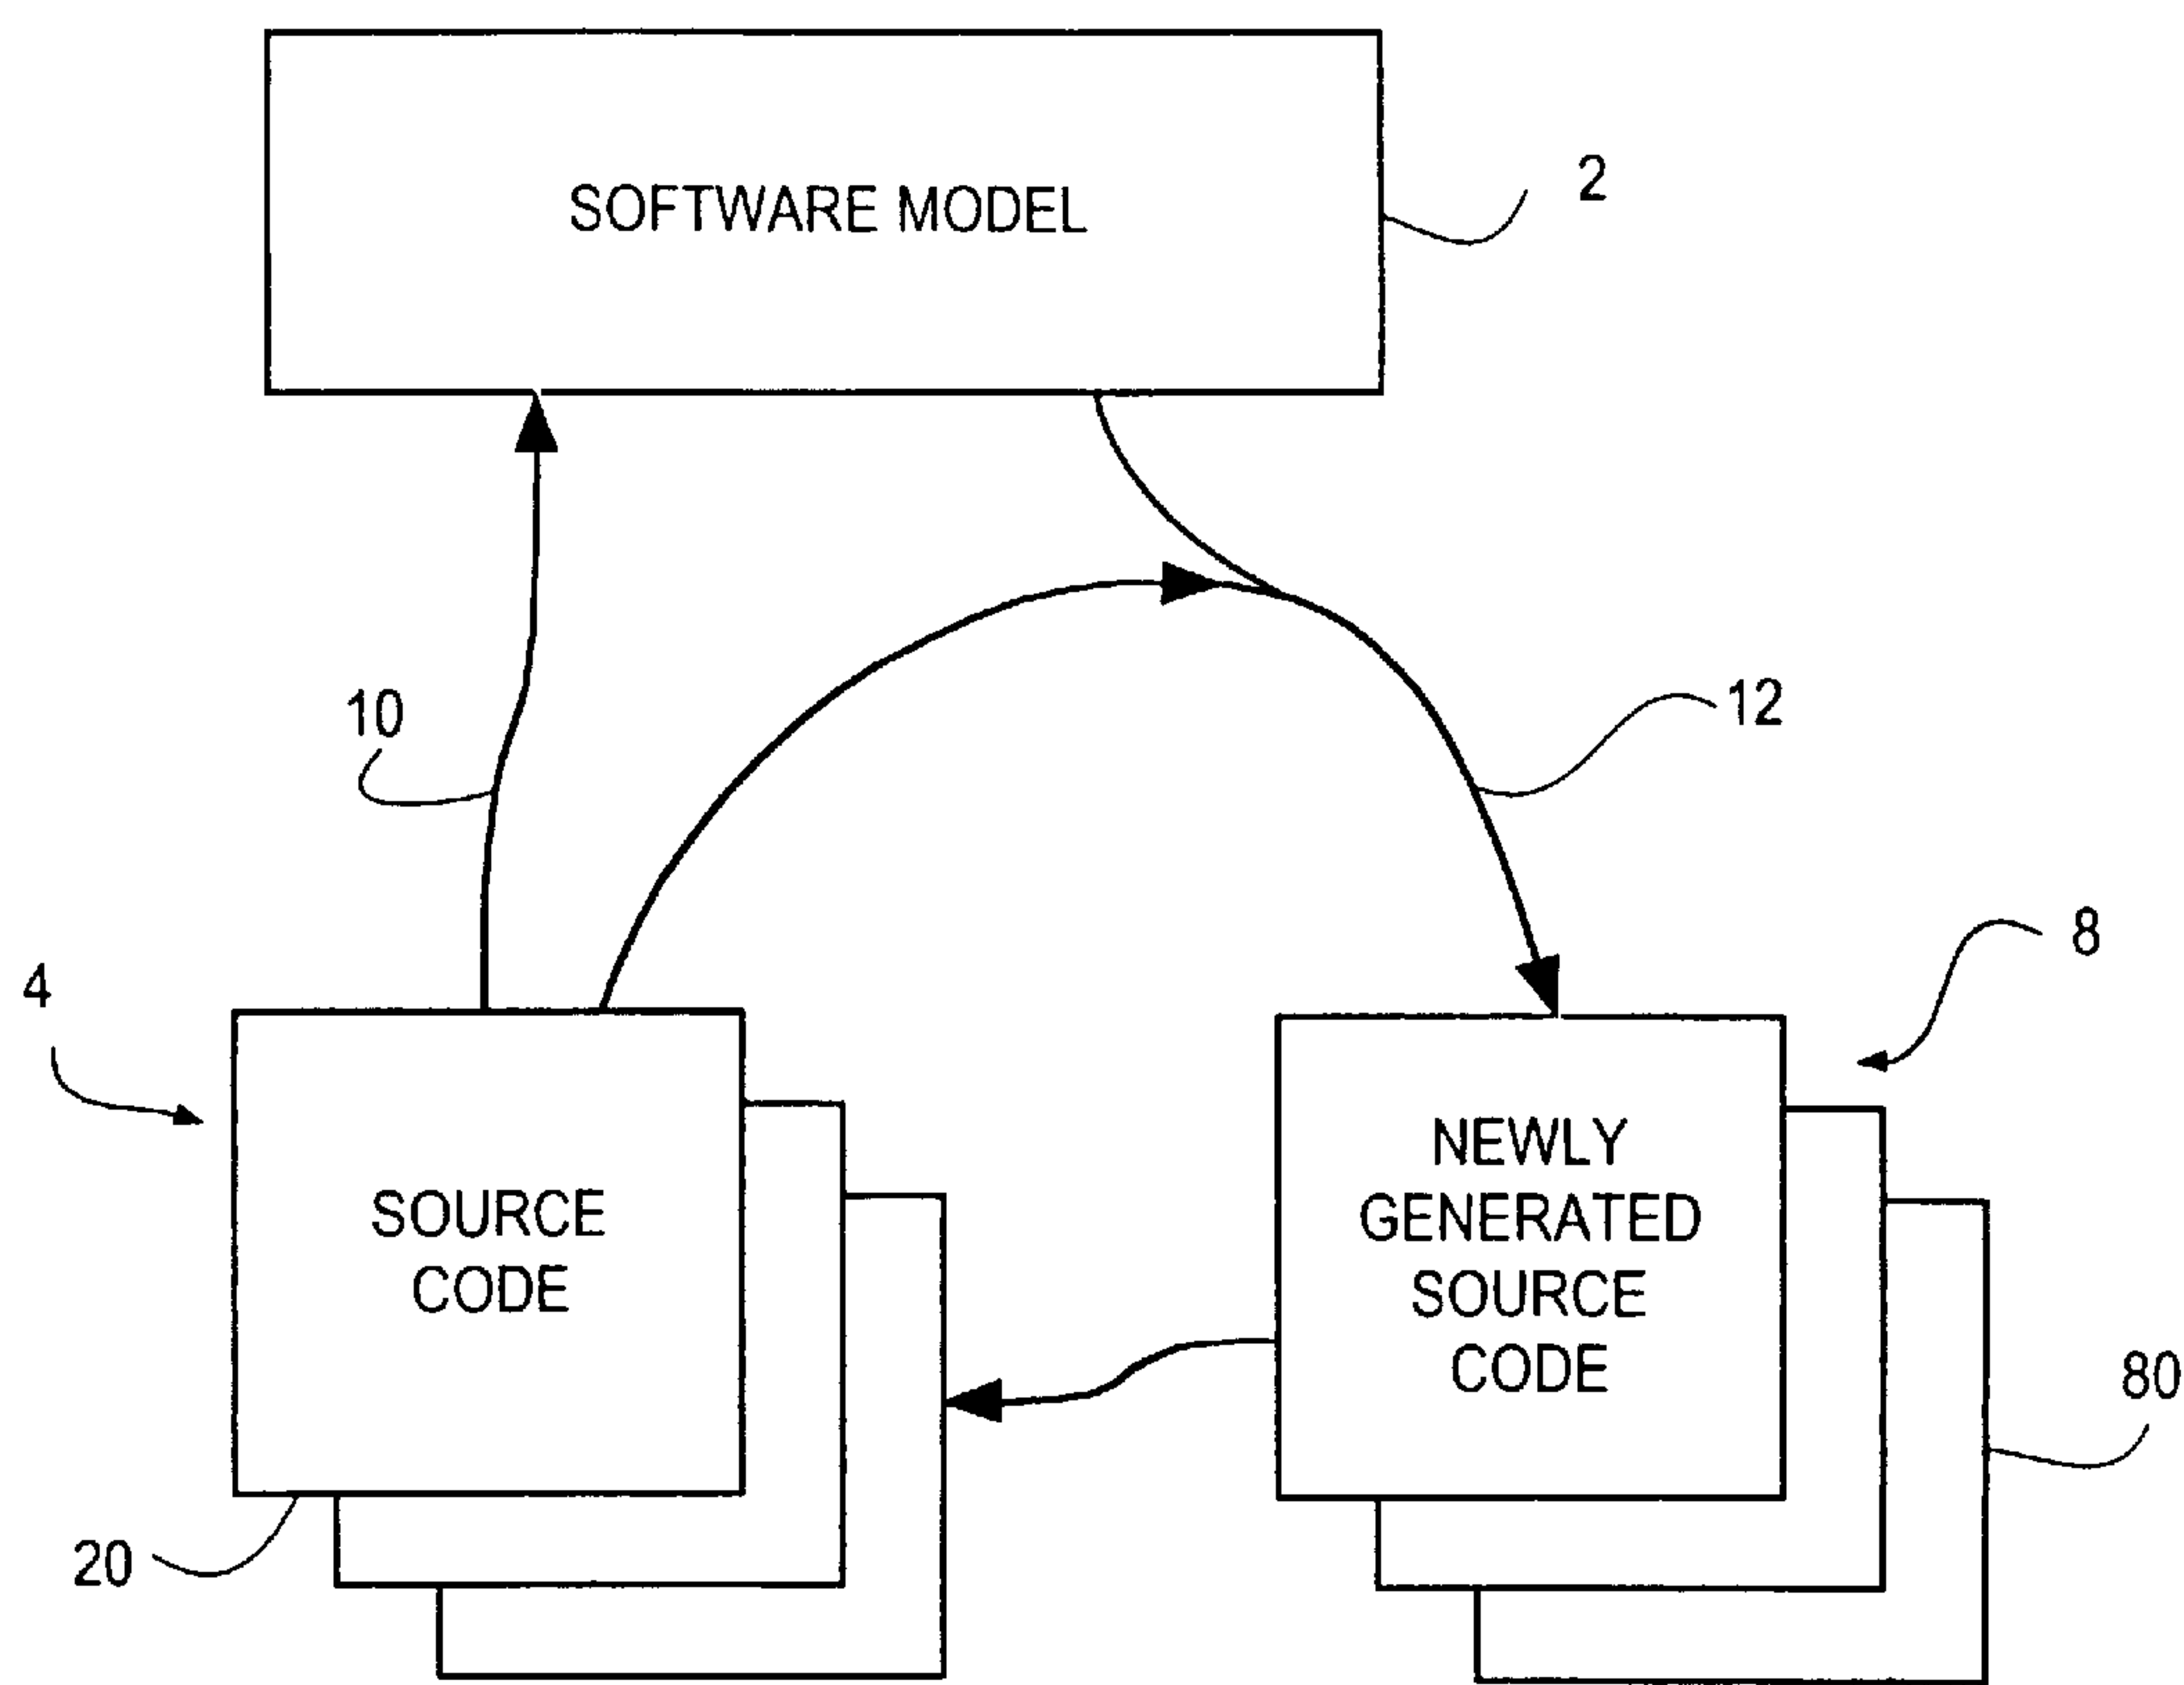 SOFTWARE MODEL
2
10
12
4
8
SOURCE
CODE
NEWLY
GENERATED
SOURCE
CODE
80
20